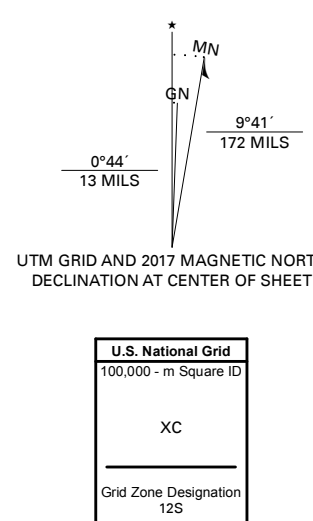 ★
MN
GN
9°41´
172 MILS
0°44´
13 MILS
UTM GRID AND 2017 MAGNETIC NORT
DECLINATION AT CENTER OF SHEET
U.S. National Grid
100,000 - m Square ID
XC
Grid Zone Designation
12S